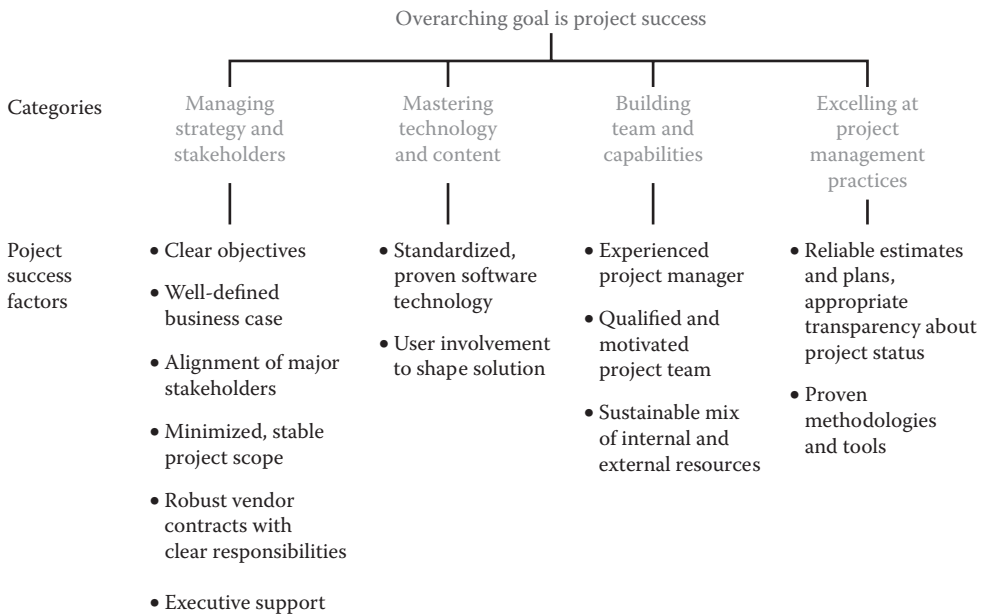 Overarching goal is project success
Categories
Managing
strategy and
stakeholders
Mastering
technology
and content
Building
team and
capabilities
Excelling at
project
management
practices
Poject
success
factors
• Clear objectives
• Well-defined
business case
• Alignment of major
stakeholders
• Minimized, stable
project scope
• Robust vendor
contracts with
clear responsibilities
• Executive support
• Standardized,
proven software
technology
• User involvement
to shape solution
• Experienced
project manager
• Qualified and
motivated
project team
• Sustainable mix
of internal and
external resources
• Reliable estimates
and plans,
appropriate
transparency about
project status
• Proven
methodologies
and tools